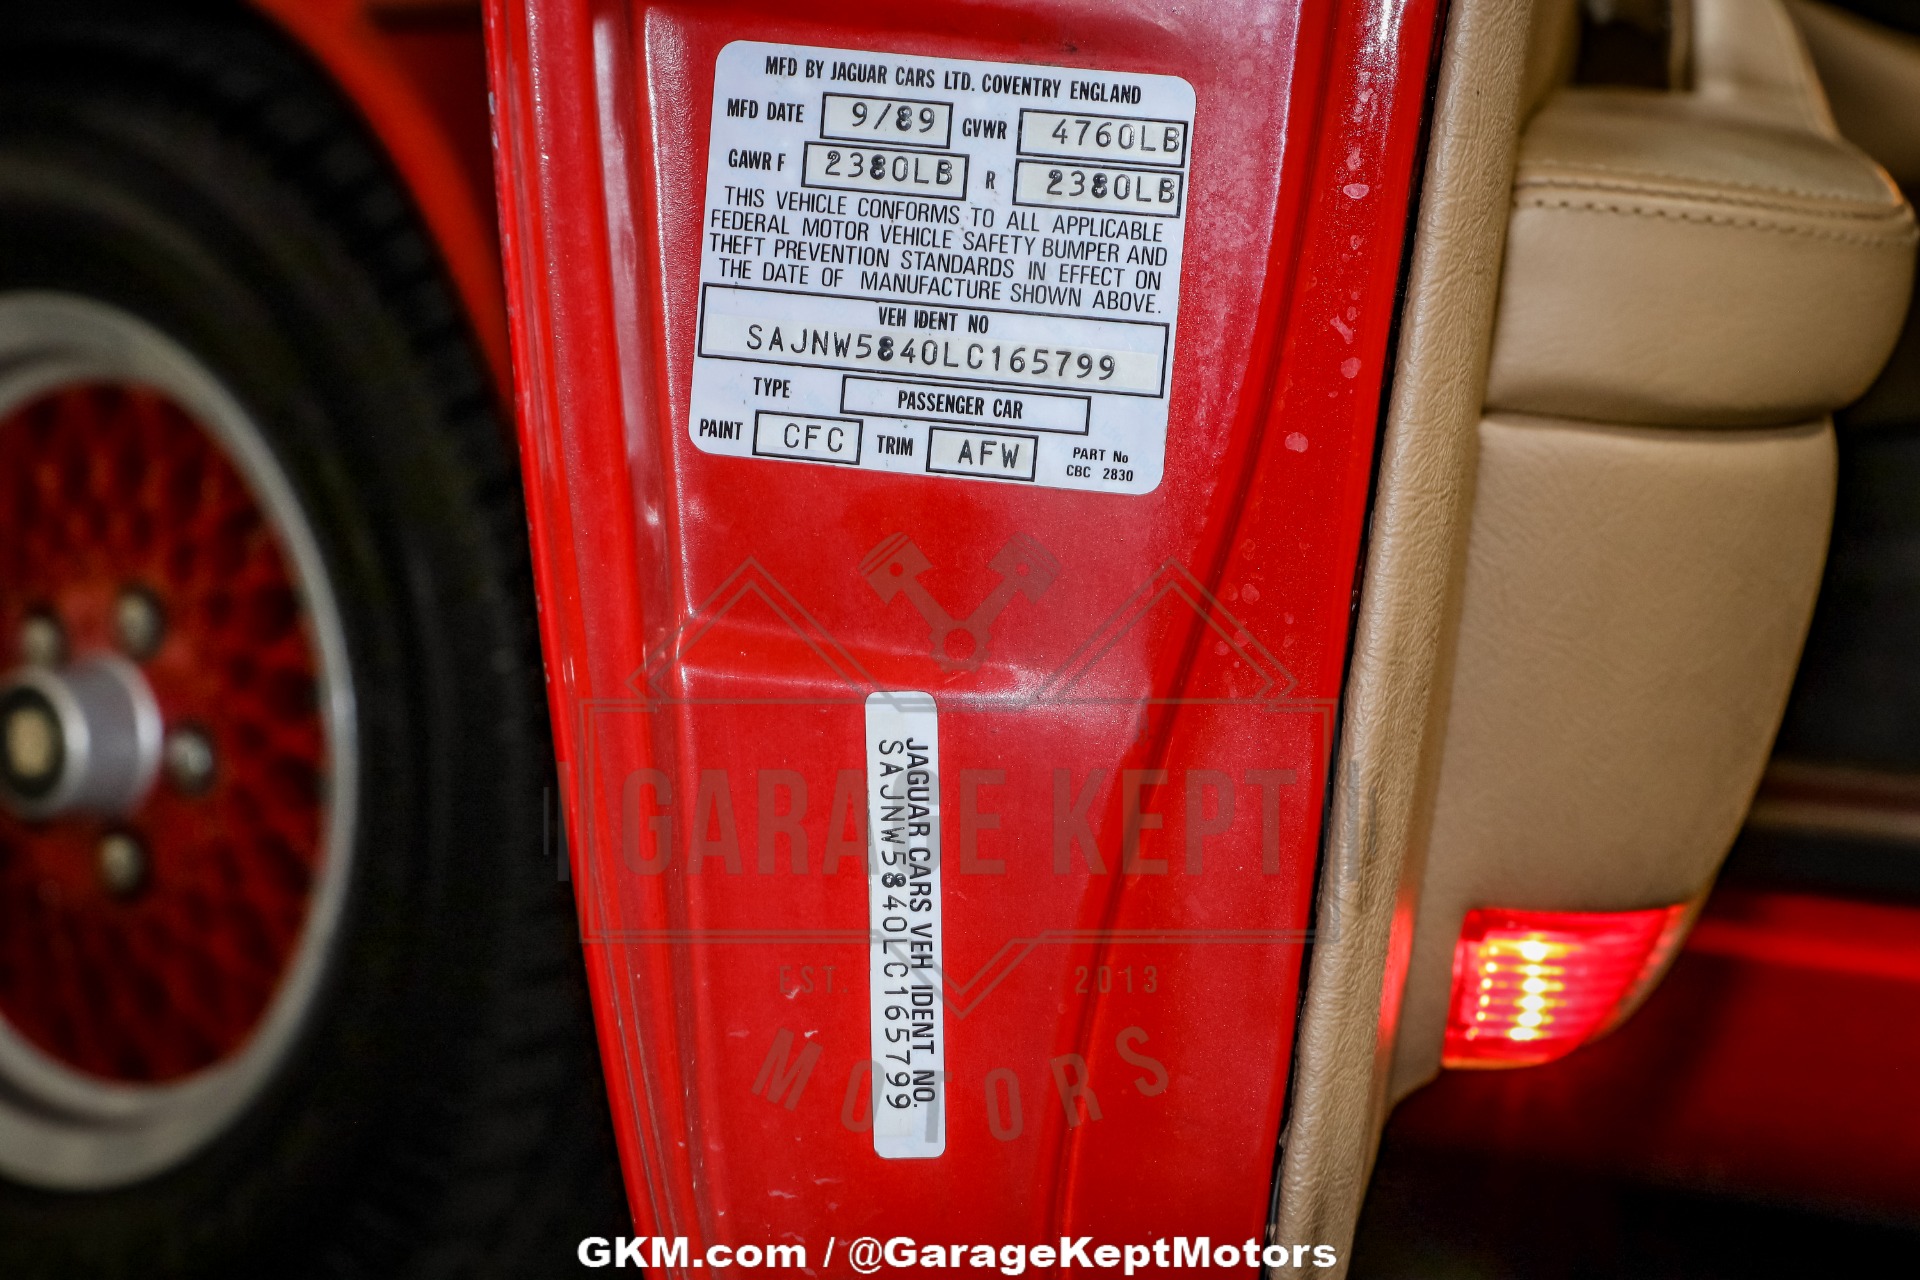 MFD BY JAGUAR CARS LTD. COVENTRY ENGLAND
MFD DATE 9/89 GVWR 4760LB
GAWR F 2380LB R 2380LB
THIS VEHICLE CONFORMS TO ALL APPLICABLE
FEDERAL MOTOR VEHICLE SAFETY BUMPER AND
THEFT PREVENTION STANDARDS IN EFFECT ON
THE DATE OF MANUFACTURE SHOWN ABOVE.
VEH IDENT NO
SAJNW5840LC165799
TYPE PASSENGER CAR
PAINT CFC TRIM AFW PART No
CBC 2830
JAGUAR CARS VEH IDENT NO.
SAJNW5840LC165799
GARAGE KEPT
EST. 2013
MOTORS
GKM.com / @GarageKeptMotors